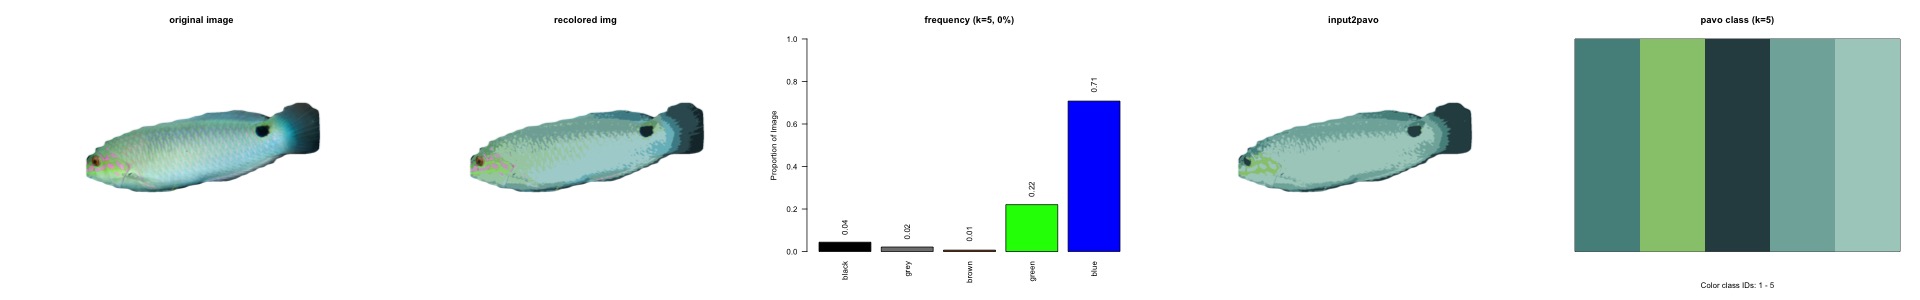 original image
recolored img
frequency (k=5, 0%)
input2pavo
pavo class (k=5)
Proportion of Image
1.0
0.8
0.6
0.4
0.2
0.0
0.04
0.02
0.01
0.22
0.71
black
grey
brown
green
blue
Color class IDs: 1 - 5